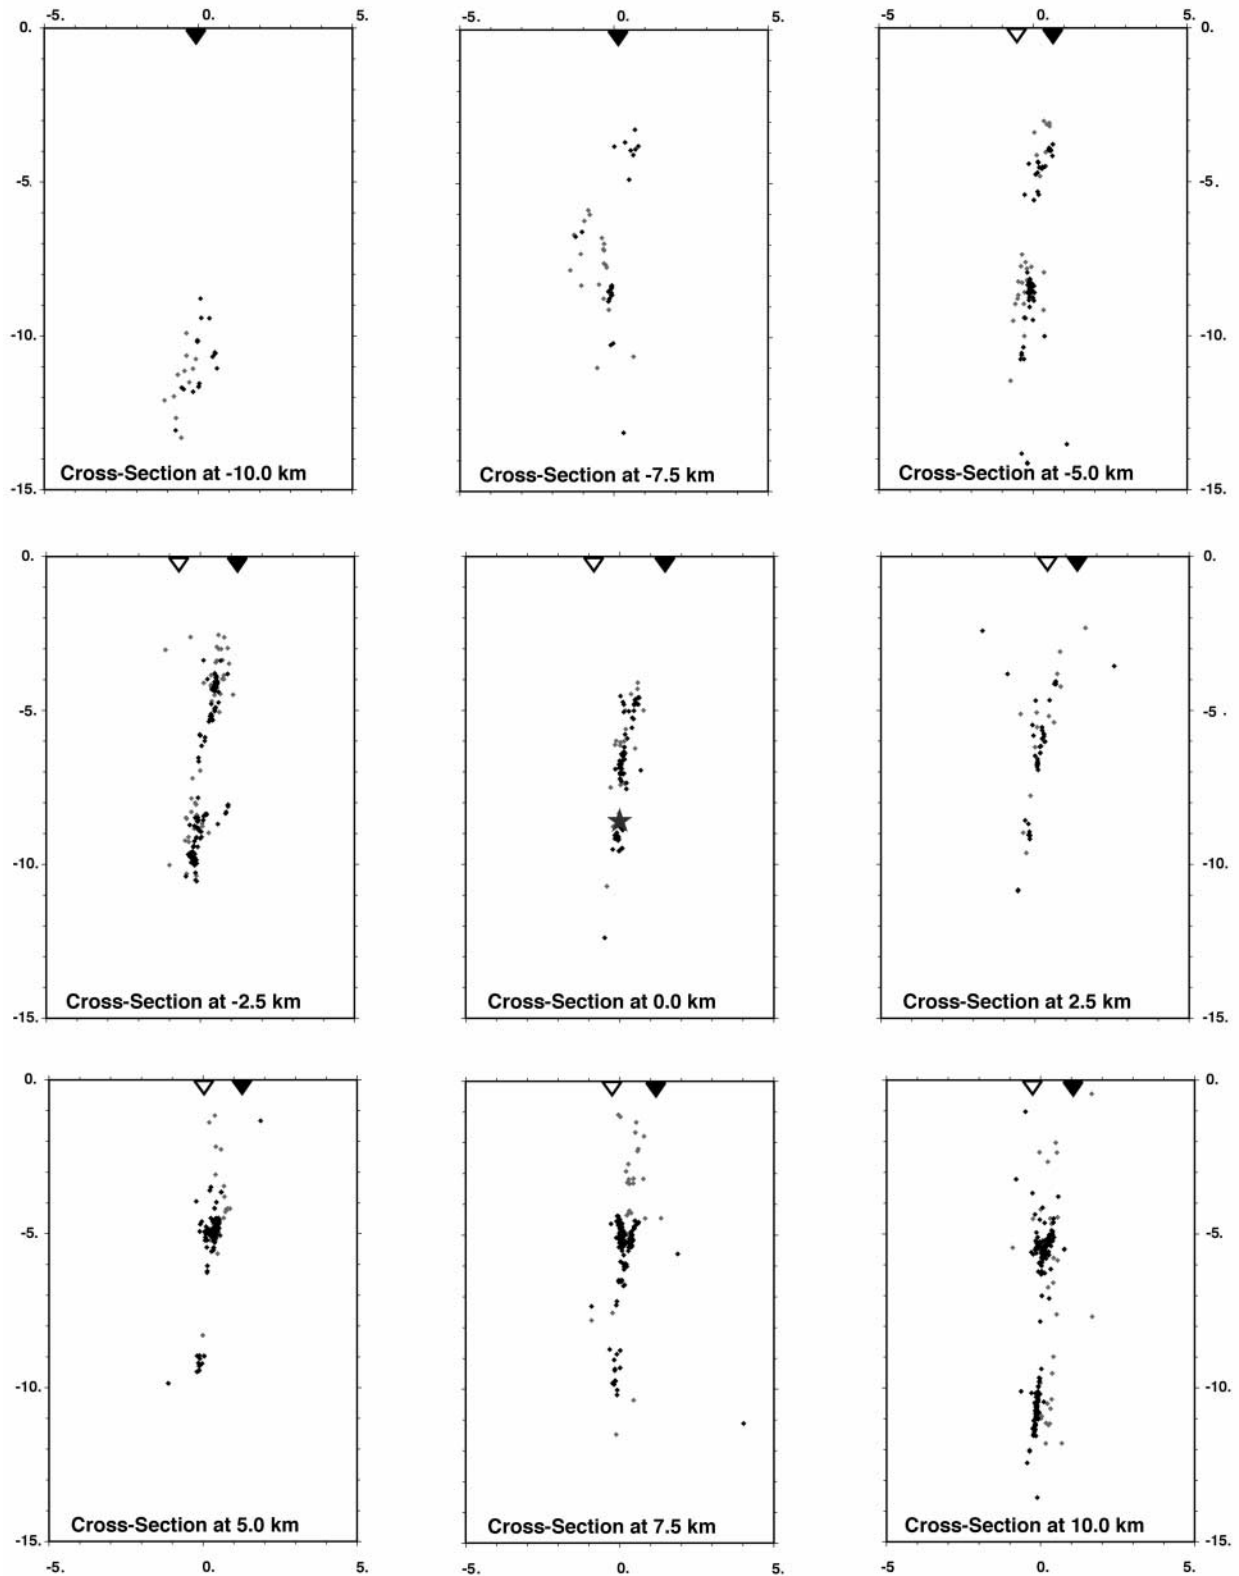 -5. 0. 5. -5. 0. 5. -5. 0. 5.
0. 0.
-5. -5.
-10. -10.
Cross-Section at -10.0 km Cross-Section at -7.5 km Cross-Section at -5.0 km
-15. -15.
0. 0.
-5. -5 .
-10. -10.
Cross-Section at -2.5 km Cross-Section at 0.0 km Cross-Section at 2.5 km
-15. -15.
0. 0.
-5. -5.
-10. -10.
Cross-Section at 5.0 km Cross-Section at 7.5 km Cross-Section at 10.0 km
-15. -15.
-5. 0. 5. -5. 0. 5. -5. 0. 5.